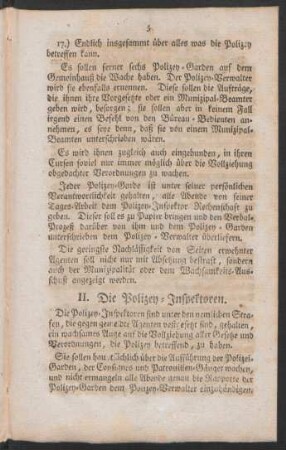 5
17.) Endlich insgesammt über alles was die Polizey
betreffen kann.
Es sollen ferner sechs Polizey-Garden auf dem
Gemeinhauß die Wache haben. Der Polizey-Verwalter
wird sie ebenfalls ernennen. Diese sollen die Aufträge,
die ihnen ihre Vorgesetzte oder ein Munizipal-Beamter
geben wird, besorgen; sie sollen aber in keinem Fall
irgend einen Befehl von den Büreau-Bedienten an-
nehmen, es seye denn, daß sie von einem Munizipal-
Beamten unterschrieben wären.
Es wird ihnen zugleich auch eingebunden, in ihren
Cursen soviel nur immer möglich über die Vollziehung
obgedachter Verordnungen zu wachen.
Jeder Polizey-Garde ist unter seiner persönlichen
Verantwortlichkeit gehalten, alle Abende von seiner
Tages-Arbeit dem Polizey-Inspektor Rechenschaft zu
geben. Dieser soll es zu Papier bringen und den Verbal-
Prozeß darüber von ihm und dem Polizey-Garden
unterschrieben dem Polizey-Verwalter überliefern.
Die geringste Nachläßigkeit von Seiten erwehnter
Agenten soll nicht nur mit Absetzung bestraft, sondern
auch der Munizipalität oder dem Wachsamkeits-Aus-
schuß angezeigt werden.
II. Die Polizey-Inspektoren.
Die Polizey-Inspektoren sind unter den nemlichen Stra-
fen, die gegen gemeldte Agenten festgesetzt sind, gehalten,
ein wachsames Aug auf die Vollziehung aller Gesetze und
Verordnungen, die Polizey betreffend, zu haben.
Sie sollen hauptsächlich über die Aufführung der Polizey-
Garden, der Constanes und Patrouillen-Gänger wachen,
und nicht ermangeln alle Abende genau die Rapporte der
Polizey-Garden dem Polizey-Verwalter einzuhändigen,